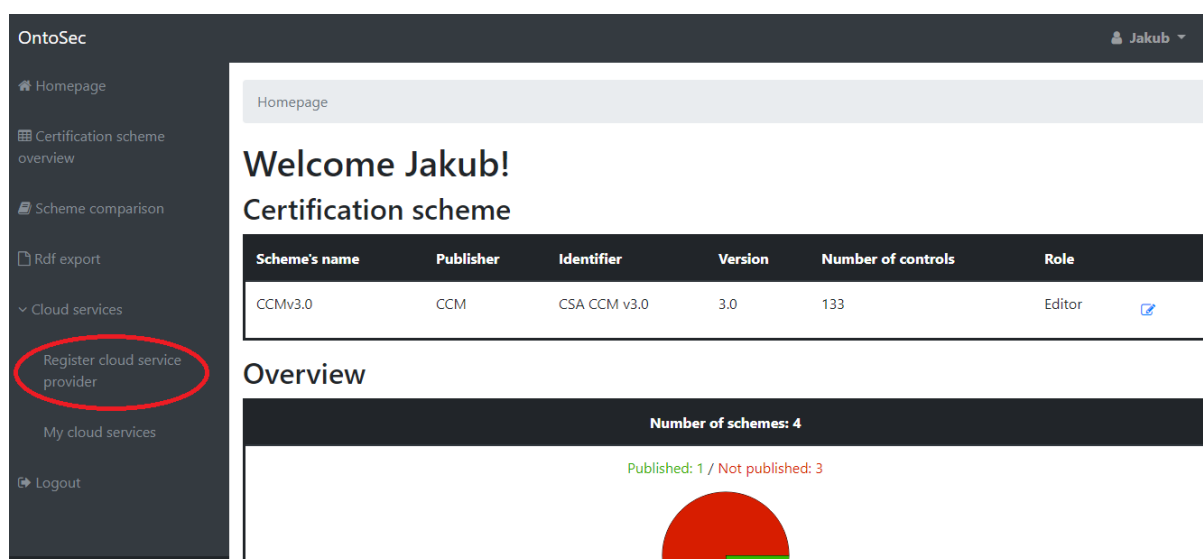 OntoSec
Jakub
Homepage
Certification scheme
overview
Scheme comparison
Rdf export
Cloud services
Register cloud service
provider
My cloud services
Logout
Homepage
Welcome Jakub!
Certification scheme
Scheme's name Publisher Identifier Version Number of controls Role
CCMv3.0 CCM CSA CCM v3.0 3.0 133 Editor
Overview
Number of schemes: 4
Published: 1 / Not published: 3